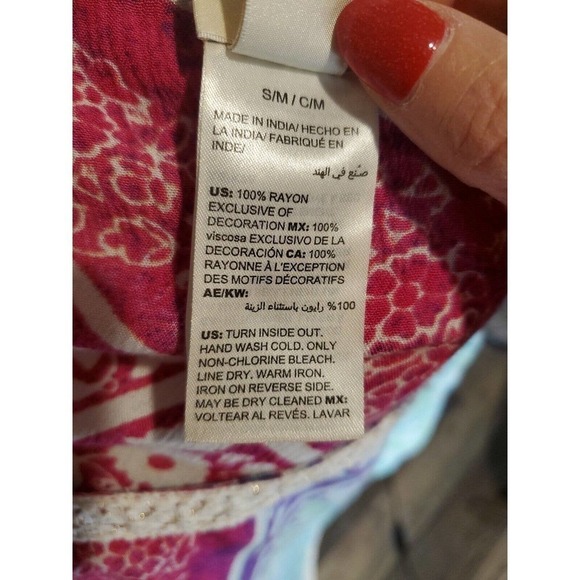 S/M / C/M
MADE IN INDIA/ HECHO EN
LA INDIA/ FABRIQUÉ EN
INDE/
صنع في الهند
US: 100% RAYON
EXCLUSIVE OF
DECORATION MX: 100%
viscosa EXCLUSIVO DE LA
DECORACIÓN CA: 100%
RAYONNE À L'EXCEPTION
DES MOTIFS DÉCORATIFS
AE/KW:
100% رايون باستثناء الزينة
US: TURN INSIDE OUT.
HAND WASH COLD. ONLY
NON-CHLORINE BLEACH.
LINE DRY. WARM IRON.
IRON ON REVERSE SIDE.
MAY BE DRY CLEANED MX:
VOLTEAR AL REVÉS. LAVAR